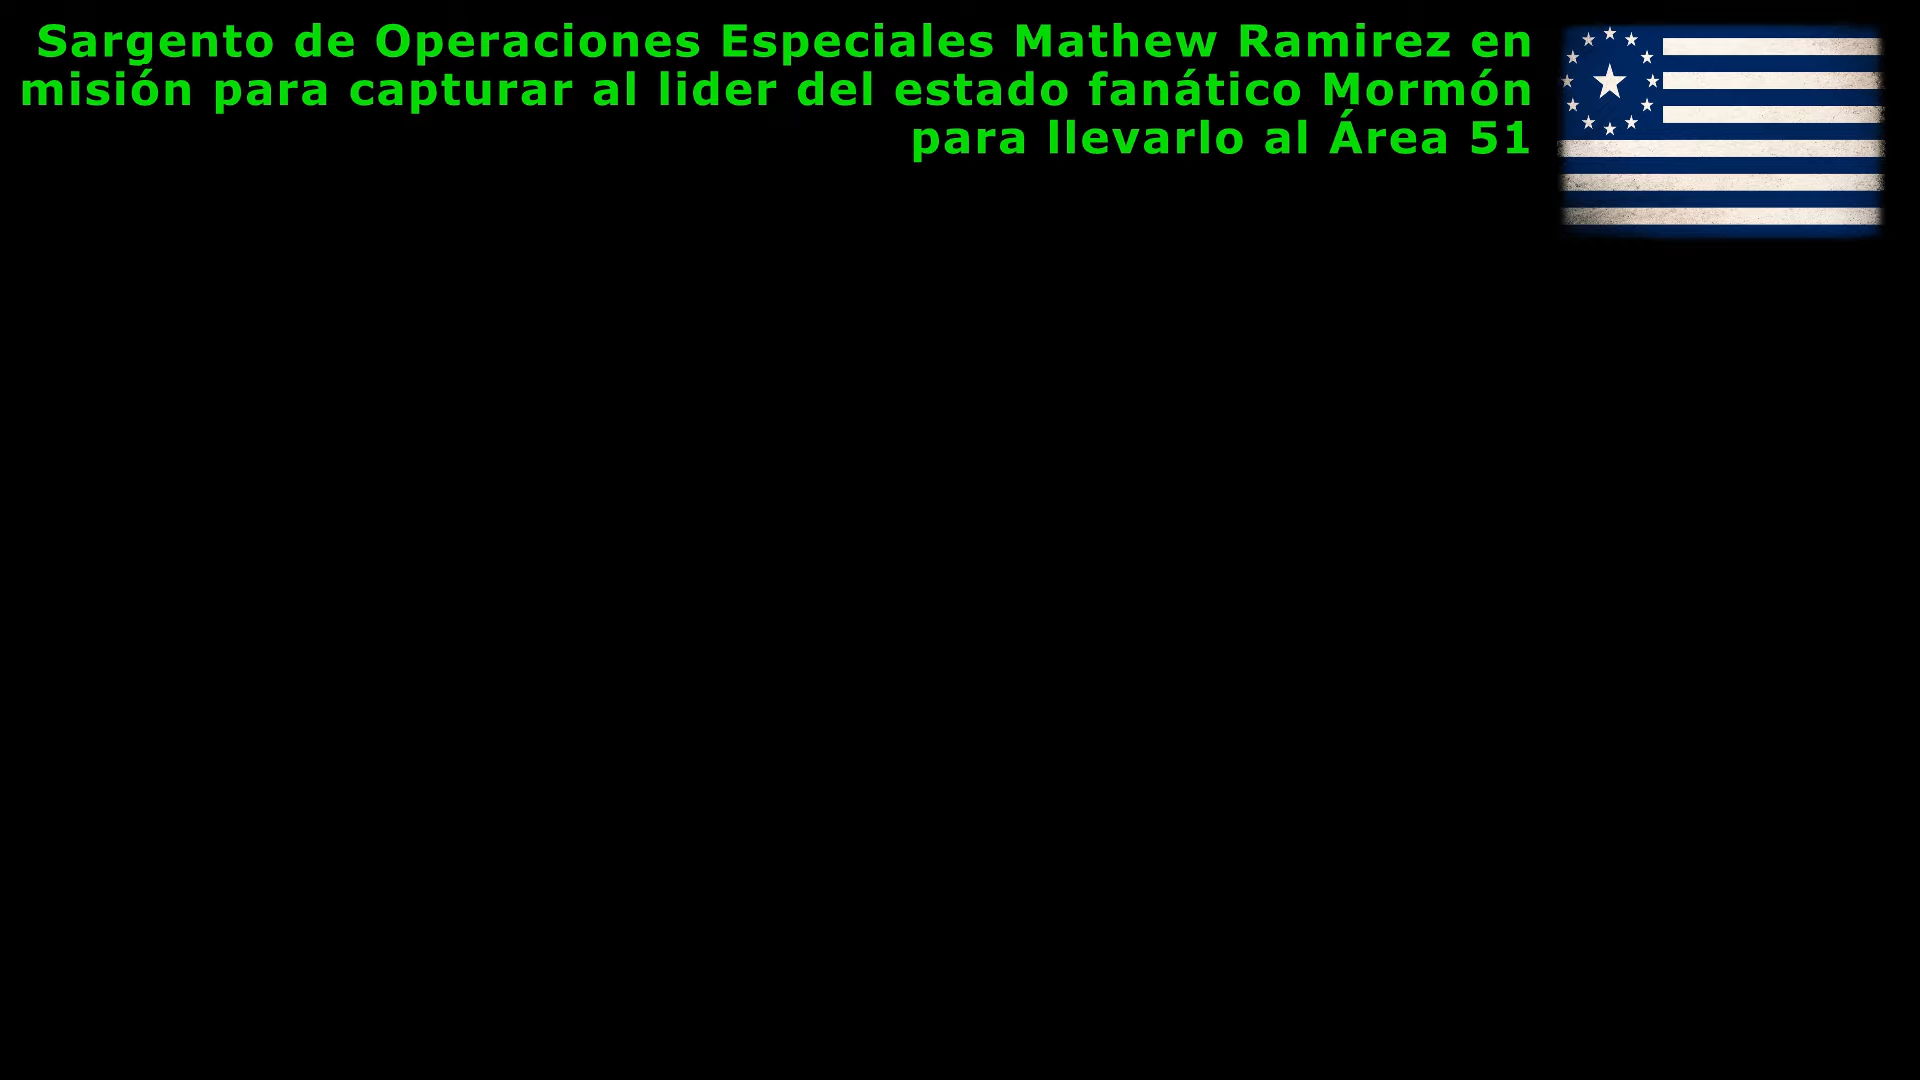 Sargento de Operaciones Especiales Mathew Ramirez en
misión para capturar al lider del estado fanático Mormón
para llevarlo al Área 51